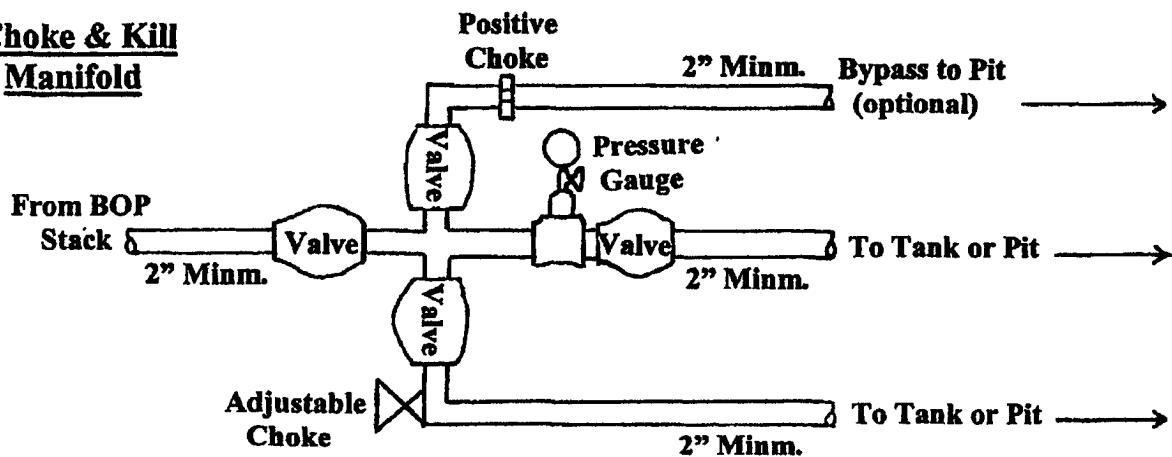 Choke & Kill
Manifold
Positive
Choke
2" Minm.
Bypass to Pit
(optional)
Valve
Pressure
Gauge
From BOP
Stack
2" Minm.
Valve
Valve
2" Minm.
To Tank or Pit
Valve
Adjustable
Choke
2" Minm.
To Tank or Pit